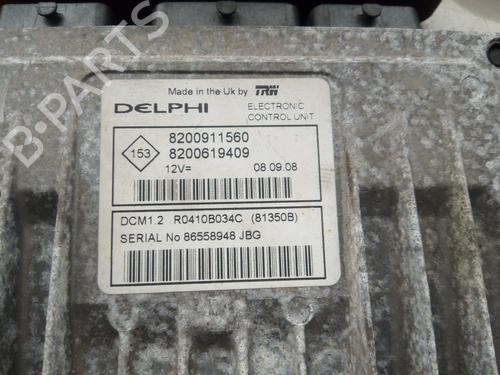 Made in the Uk by TRW
DELPHI ELECTRONIC
CONTROL UNIT
153 8200911560
8200619409
12V= 08.09.08
DCM1.2 R0410B034C (81350B)
SERIAL No 86558948 JBG
B-PARTS